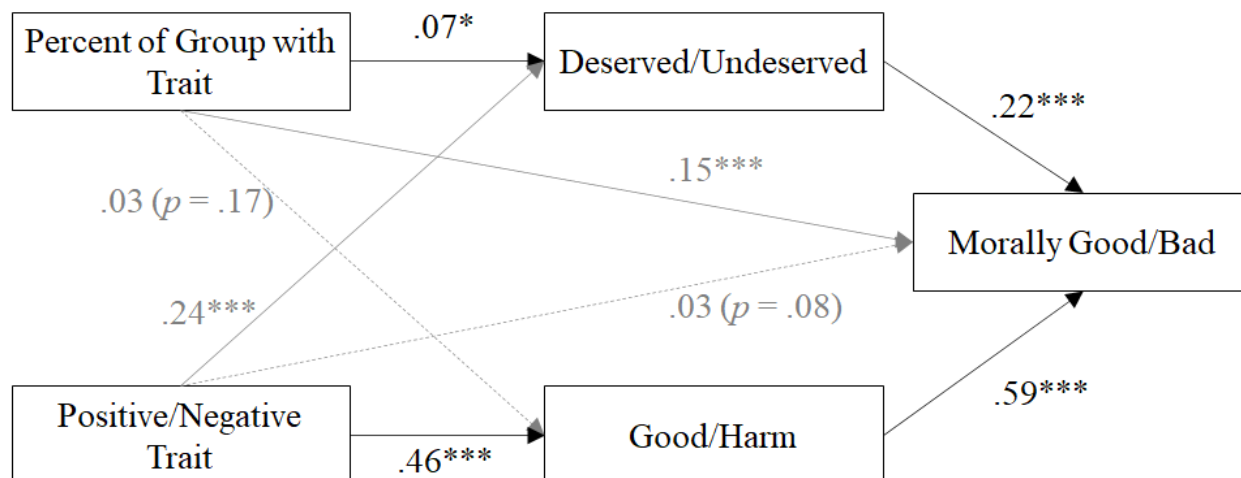 Percent of Group with
Trait
.07*
Deserved/Undeserved
.22***
.15***
.03 (p = .17)
Morally Good/Bad
.24***
.03 (p = .08)
Positive/Negative
Trait
.46***
Good/Harm
.59***